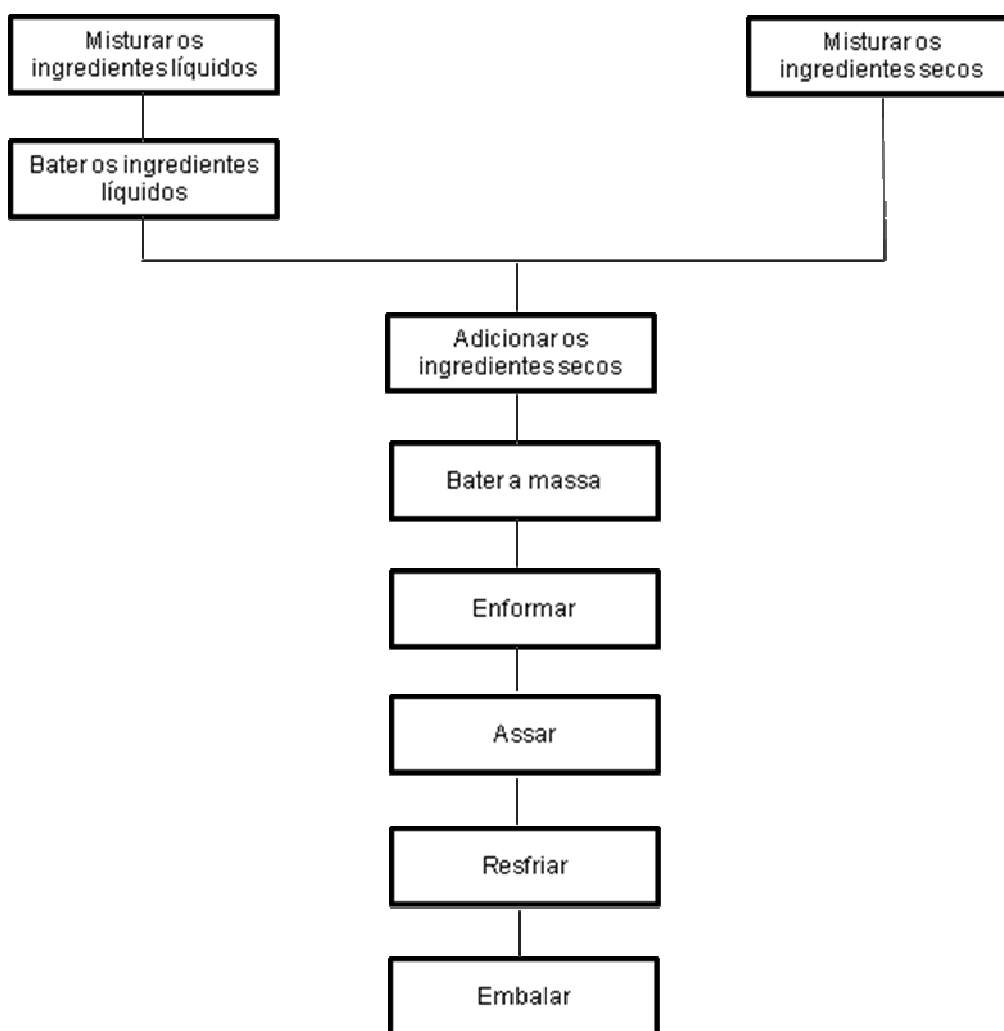 Misturar os
ingredientes líquidos
Misturar os
ingredientes secos
Bater os ingredientes
líquidos
Adicionar os
ingredientes secos
Bater a massa
Enformar
Assar
Resfriar
Embalar